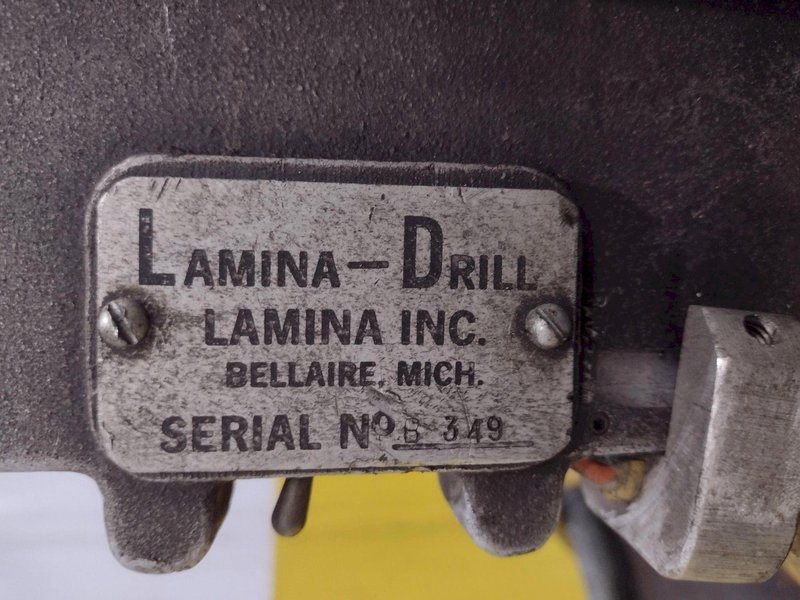 LAMINA-DRILL
LAMINA INC.
BELLAIRE, MICH.
SERIAL Nº B 349